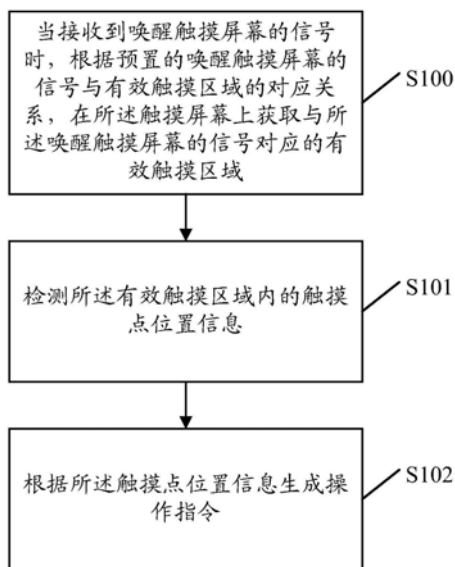 当接收到唤醒触摸屏幕的信号
时，根据预置的唤醒触摸屏幕的
信号与有效触摸区域的对应关
系，在所述触摸屏幕上获取与所
述唤醒触摸屏幕的信号对应的有
效触摸区域
S100
检测所述有效触摸区域内的触摸
点位置信息
S101
根据所述触摸点位置信息生成操
作指令
S102